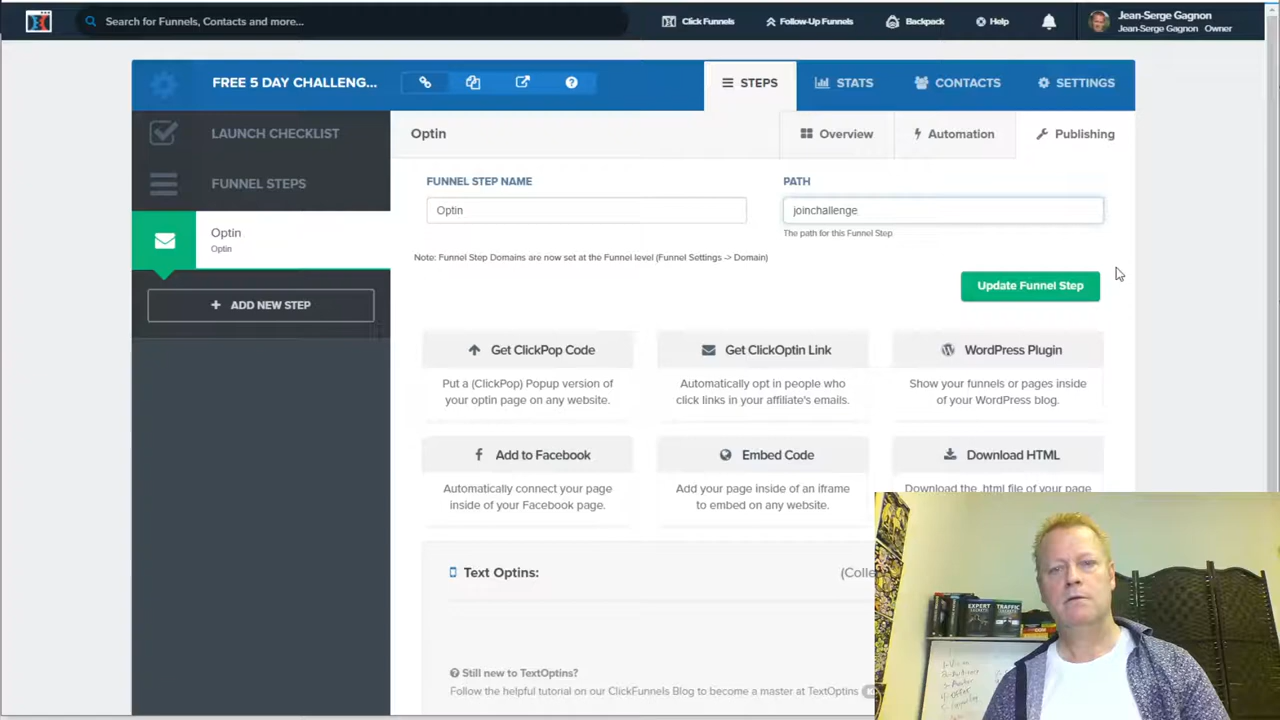 Search for Funnels, Contacts and more...
Click Funnels
Follow-Up Funnels
Backpack
Help
Jean-Serge Gagnon
Jean-Serge Gagnon Owner
FREE 5 DAY CHALLENG...
STEPS
STATS
CONTACTS
SETTINGS
LAUNCH CHECKLIST
Optin
Overview
Automation
Publishing
FUNNEL STEPS
FUNNEL STEP NAME
PATH
Optin
joinchallenge
The path for this Funnel Step
Optin
Optin
Note: Funnel Step Domains are now set at the Funnel level (Funnel Settings -> Domain)
Update Funnel Step
+ ADD NEW STEP
Get ClickPop Code
Get ClickOptin Link
WordPress Plugin
Put a (ClickPop) Popup version of
your optin page on any website.
Automatically opt in people who
click links in your affiliate's emails.
Show your funnels or pages inside
of your WordPress blog.
Add to Facebook
Embed Code
Download HTML
Automatically connect your page
inside of your Facebook page.
Add your page inside of an iframe
to embed on any website.
Download the .html file of your page
Text Optins:
(Colle
EXPERT
SECRETS
TRAFFIC
SECRETS
Still new to TextOptins?
Follow the helpful tutorial on our ClickFunnels Blog to become a master at TextOptins